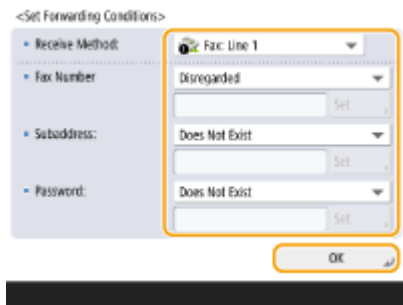 <Set Forwarding Conditions>
Receive Method: Fax: Line 1
Fax Number Disregarded
Set
Subaddress: Does Not Exist
Set
Password: Does Not Exist
Set
OK